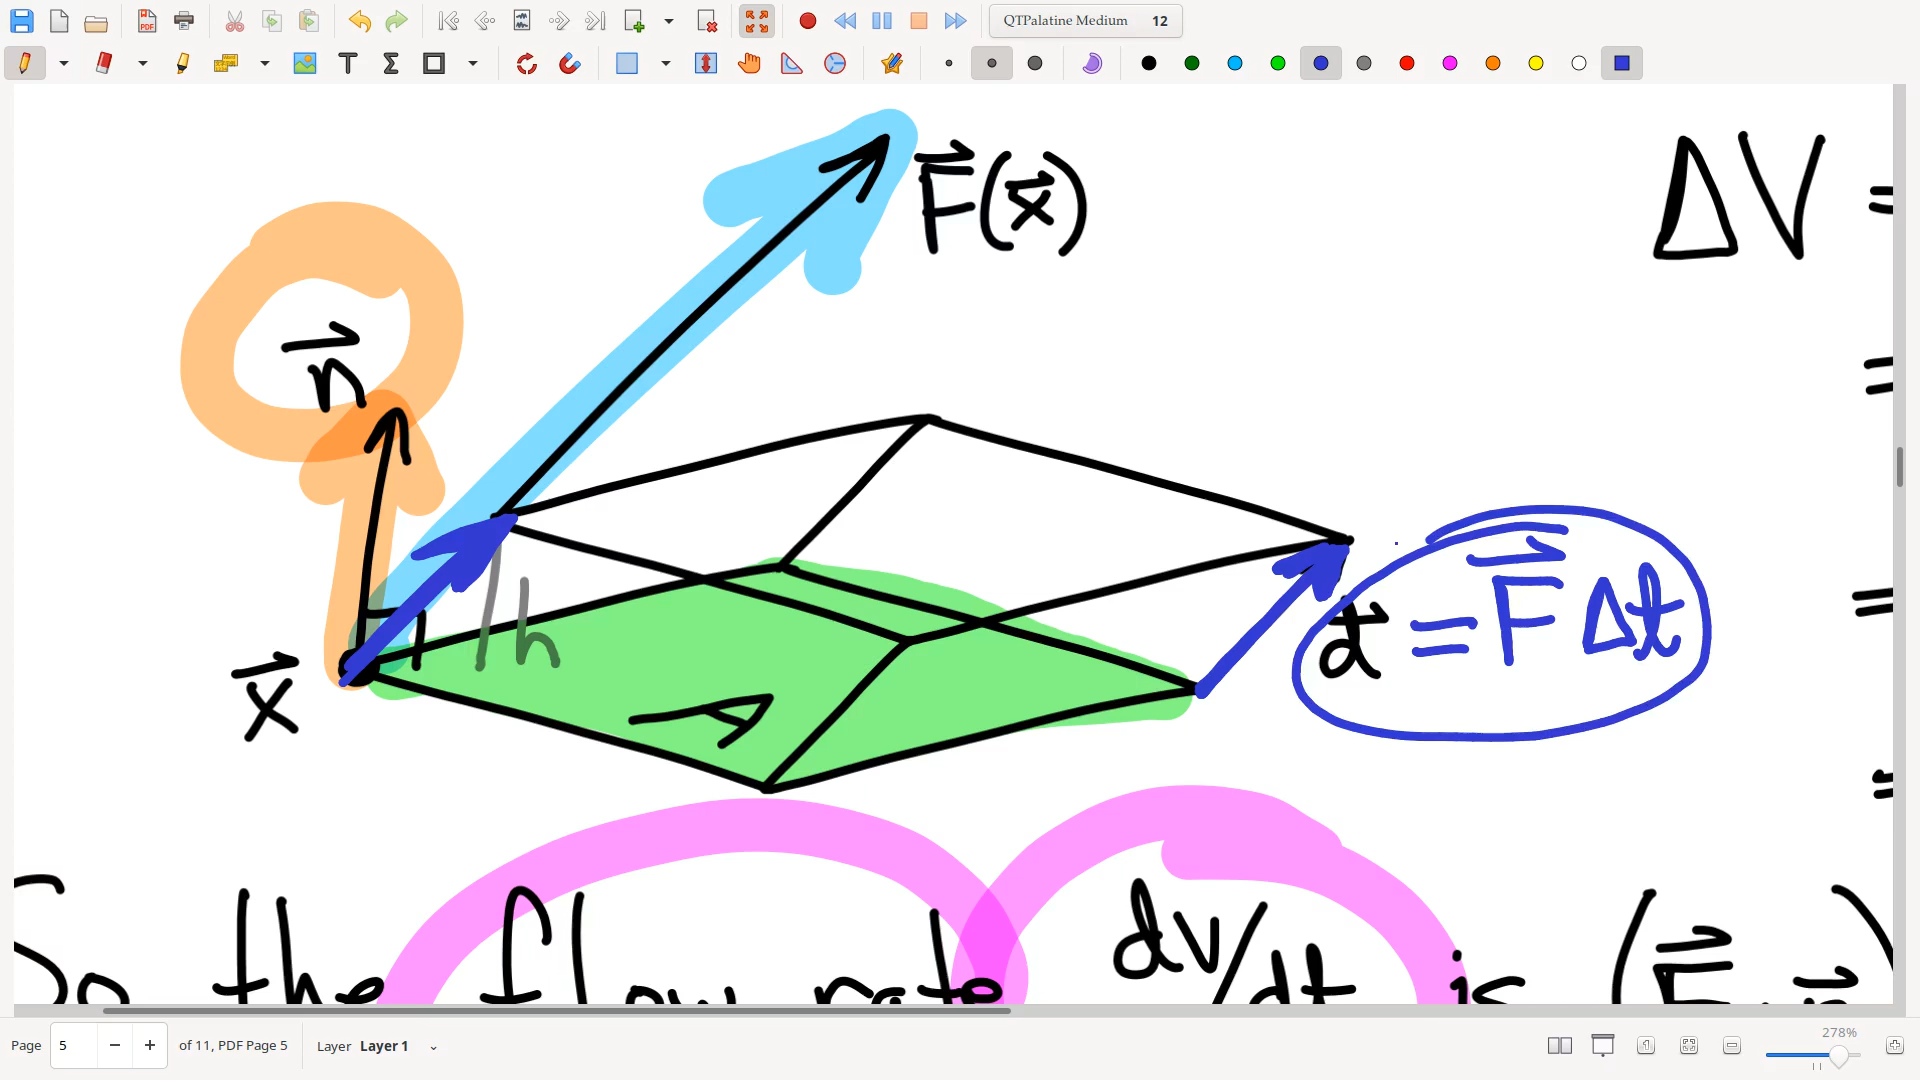 QTPalatine Medium 12
F⃗(x⃗)
ΔV =
n⃗
=
h
d⃗ = F⃗ Δt
=
x⃗
A
=
So the flow rate dV/dt is (F⃗ · n⃗)
Page 5 of 11, PDF Page 5 Layer Layer 1 278%